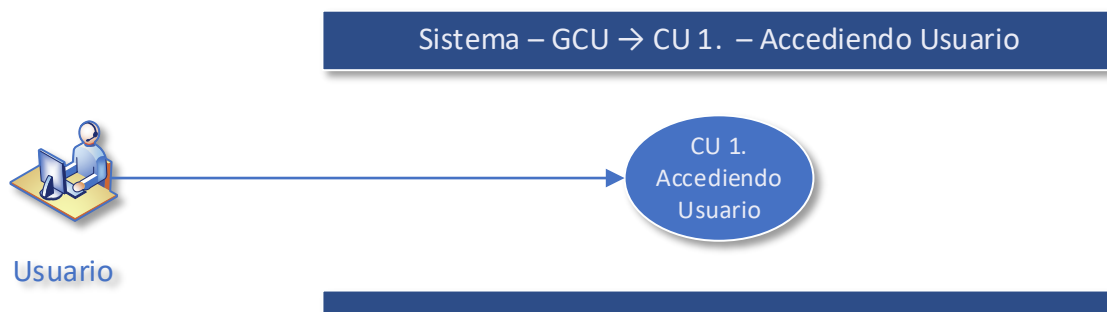 Sistema – GCU → CU 1. – Accediendo Usuario
CU 1.
Accediendo
Usuario
Usuario